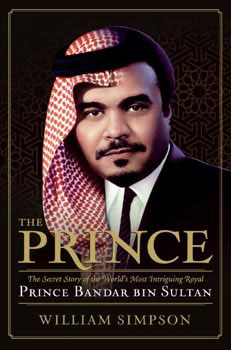 THE
PRINCE
The Secret Story of the World's Most Intriguing Royal
PRINCE BANDAR BIN SULTAN
WILLIAM SIMPSON